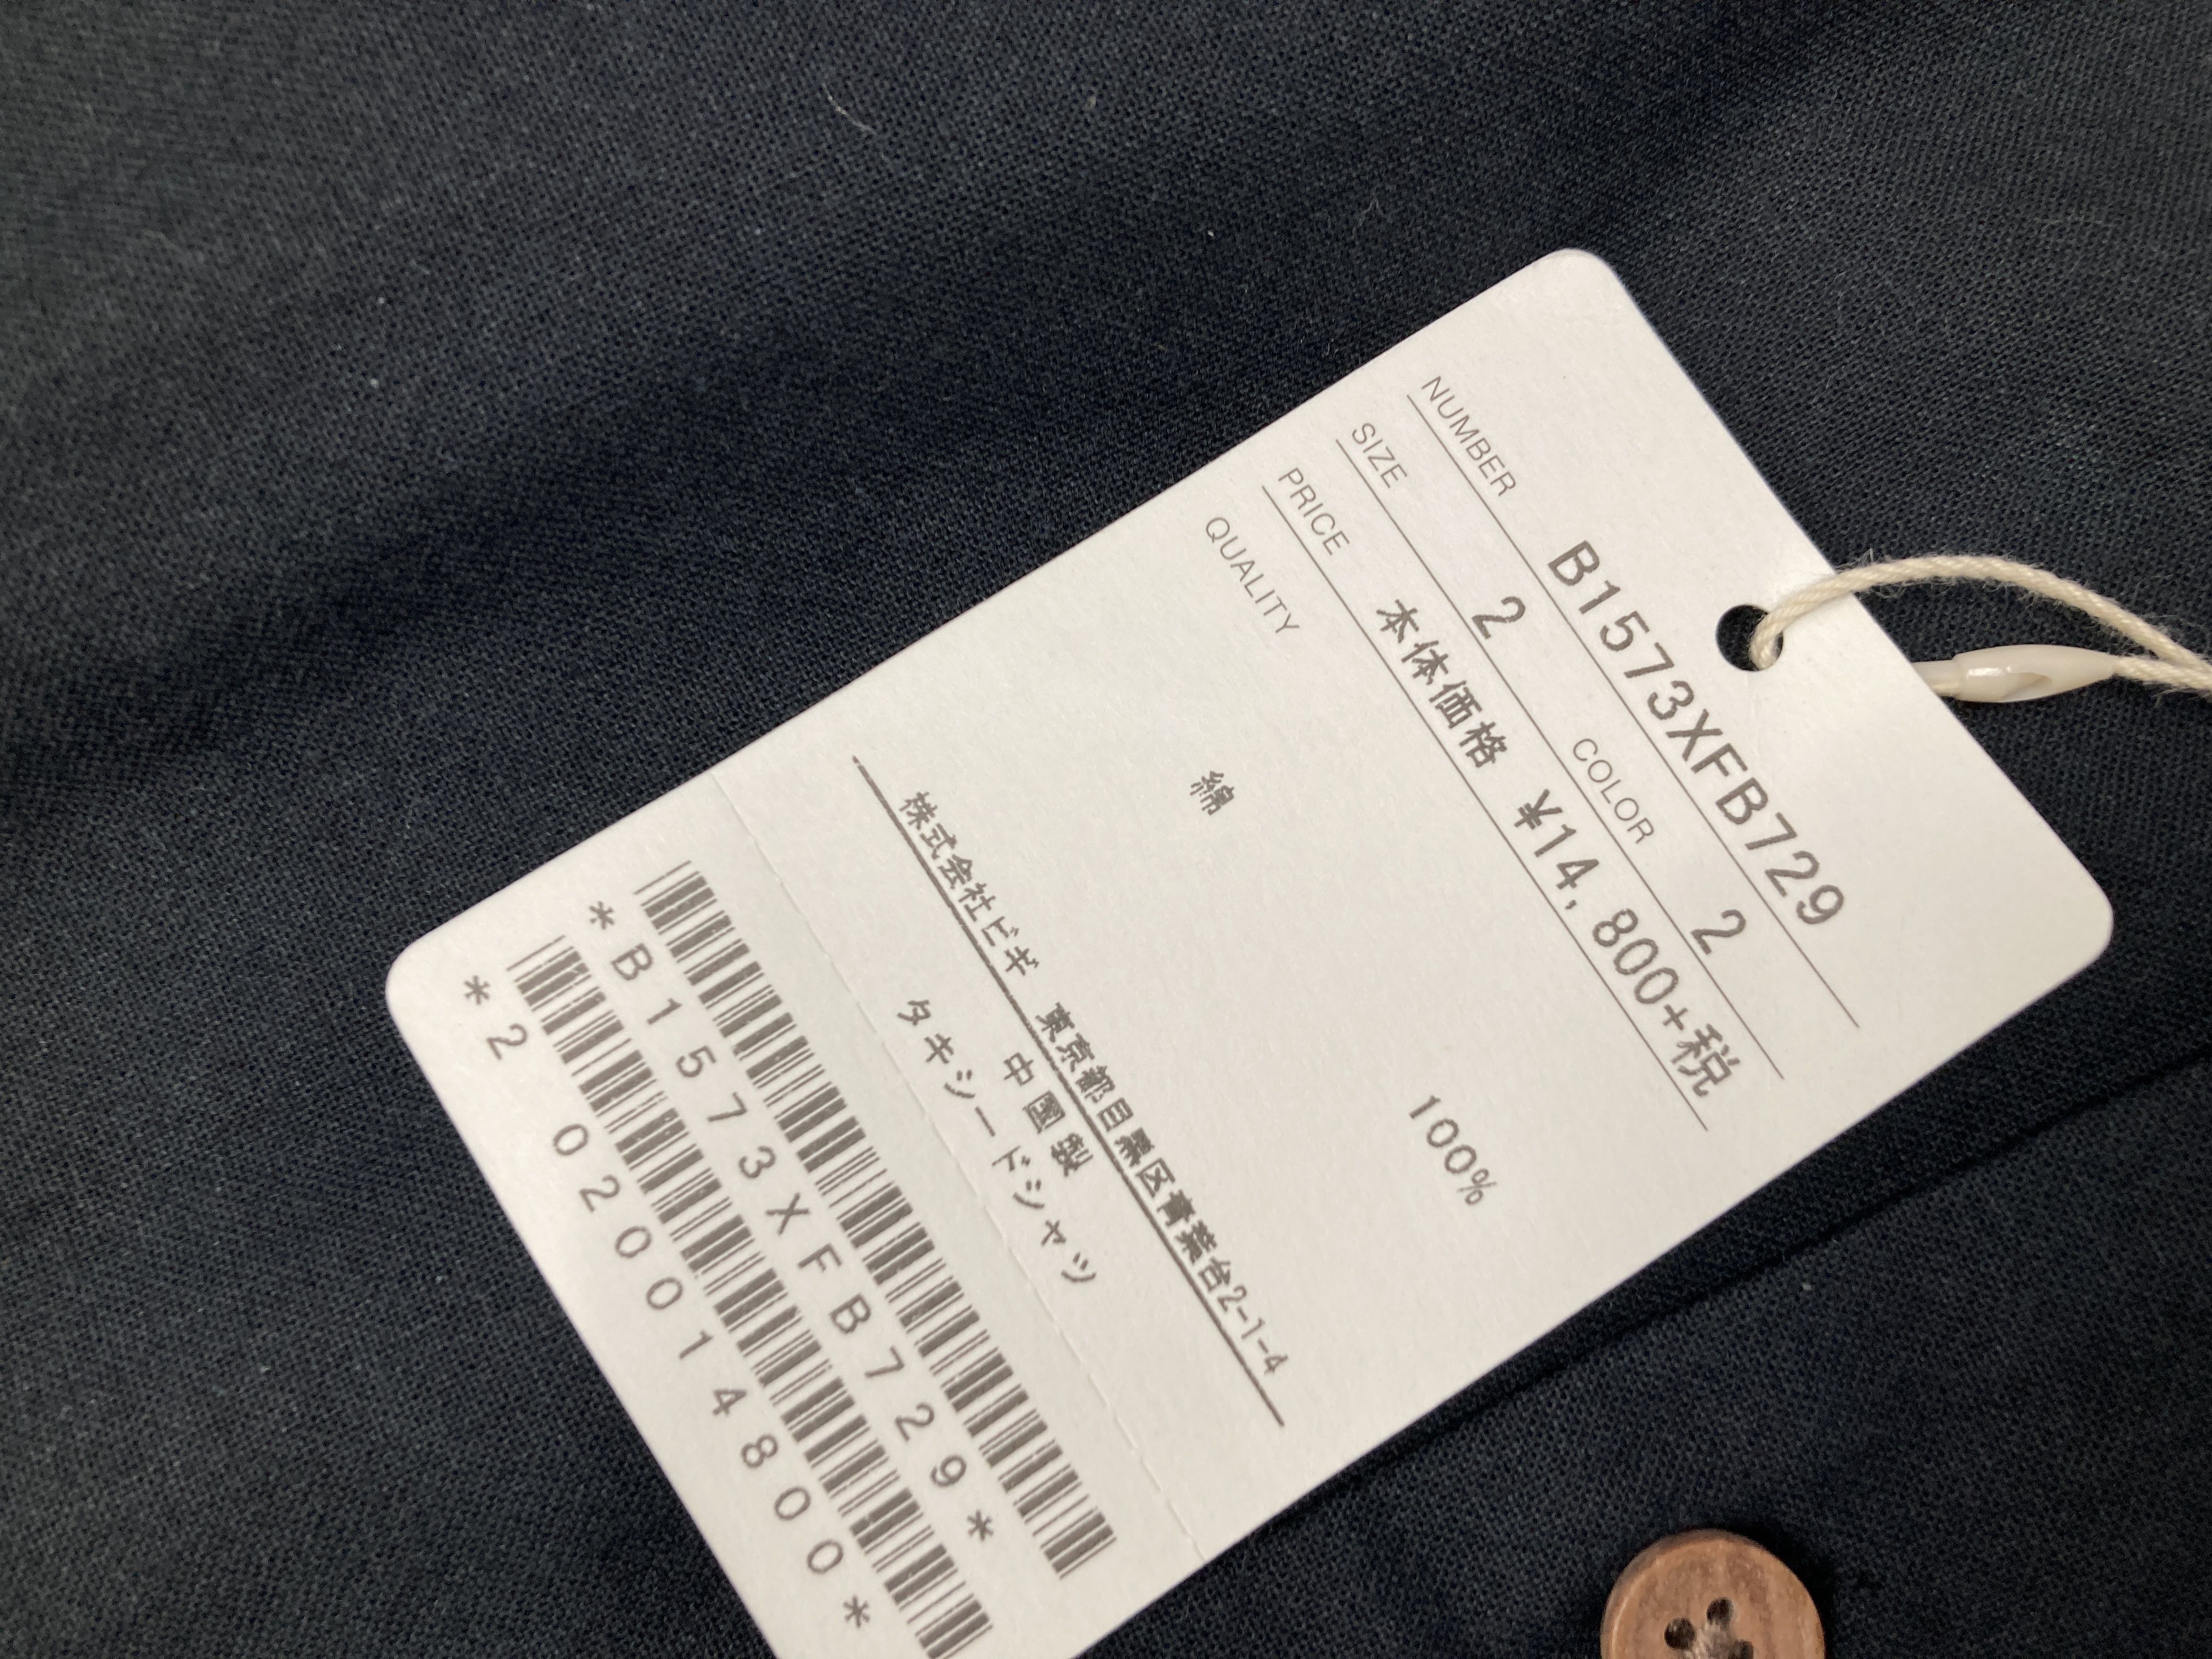 NUMBER B1573XFB729
SIZE 2 COLOR 2
PRICE 本体価格 ¥14,800+税
QUALITY
綿 100%
株式会社ビギ 東京都目黒区青葉台2-1-4
中国製
タキシードシャツ
*B1573XFB729*
*2 020014800*